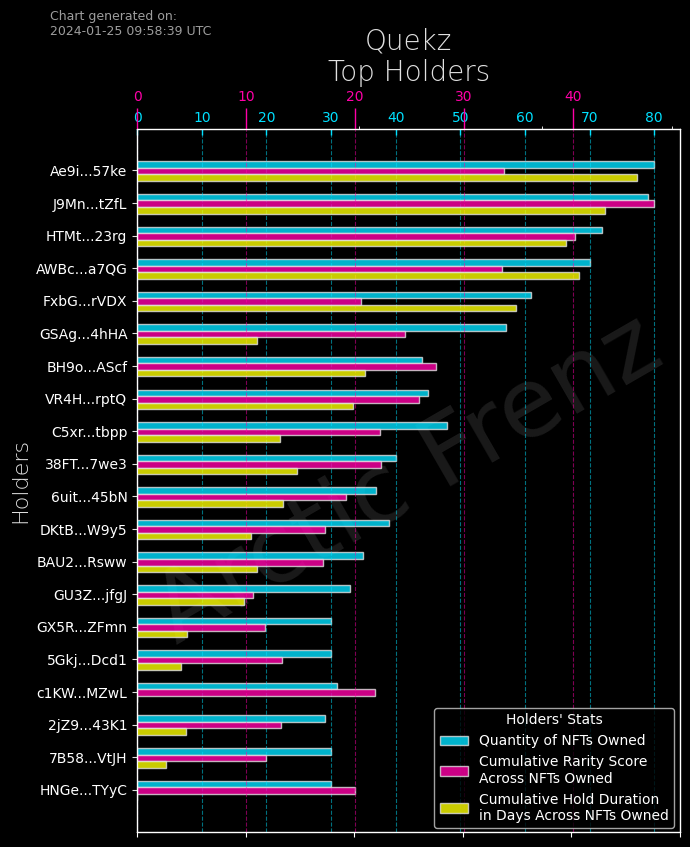 Chart generated on:
2024-01-25 09:58:39 UTC
Quekz
Top Holders
0 10 20 30 40
0 10 20 30 40 50 60 70 80
Holders
Ae9i...57ke
J9Mn...tZfL
HTMt...23rg
AWBc...a7QG
FxbG...rVDX
GSAg...4hHA
BH9o...AScf
VR4H...rptQ
C5xr...tbpp
38FT...7we3
6uit...45bN
DKtB...W9y5
BAU2...Rsww
GU3Z...jfgJ
GX5R...ZFmn
5Gkj...Dcd1
c1KW...MZwL
2jZ9...43K1
7B58...VtJH
HNGe...TYyC
Arctic Frenz
Holders' Stats
Quantity of NFTs Owned
Cumulative Rarity Score
Across NFTs Owned
Cumulative Hold Duration
in Days Across NFTs Owned